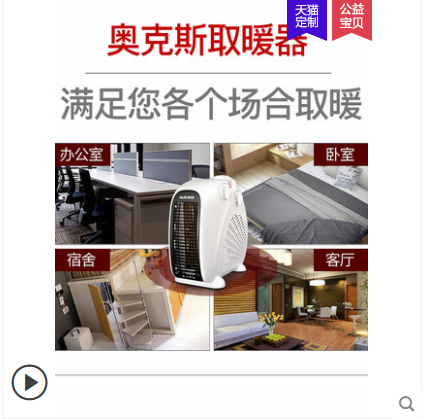 天猫
定制
公益
宝贝
奥克斯取暖器
满足您各个场合取暖
办公室
卧室
宿舍
客厅